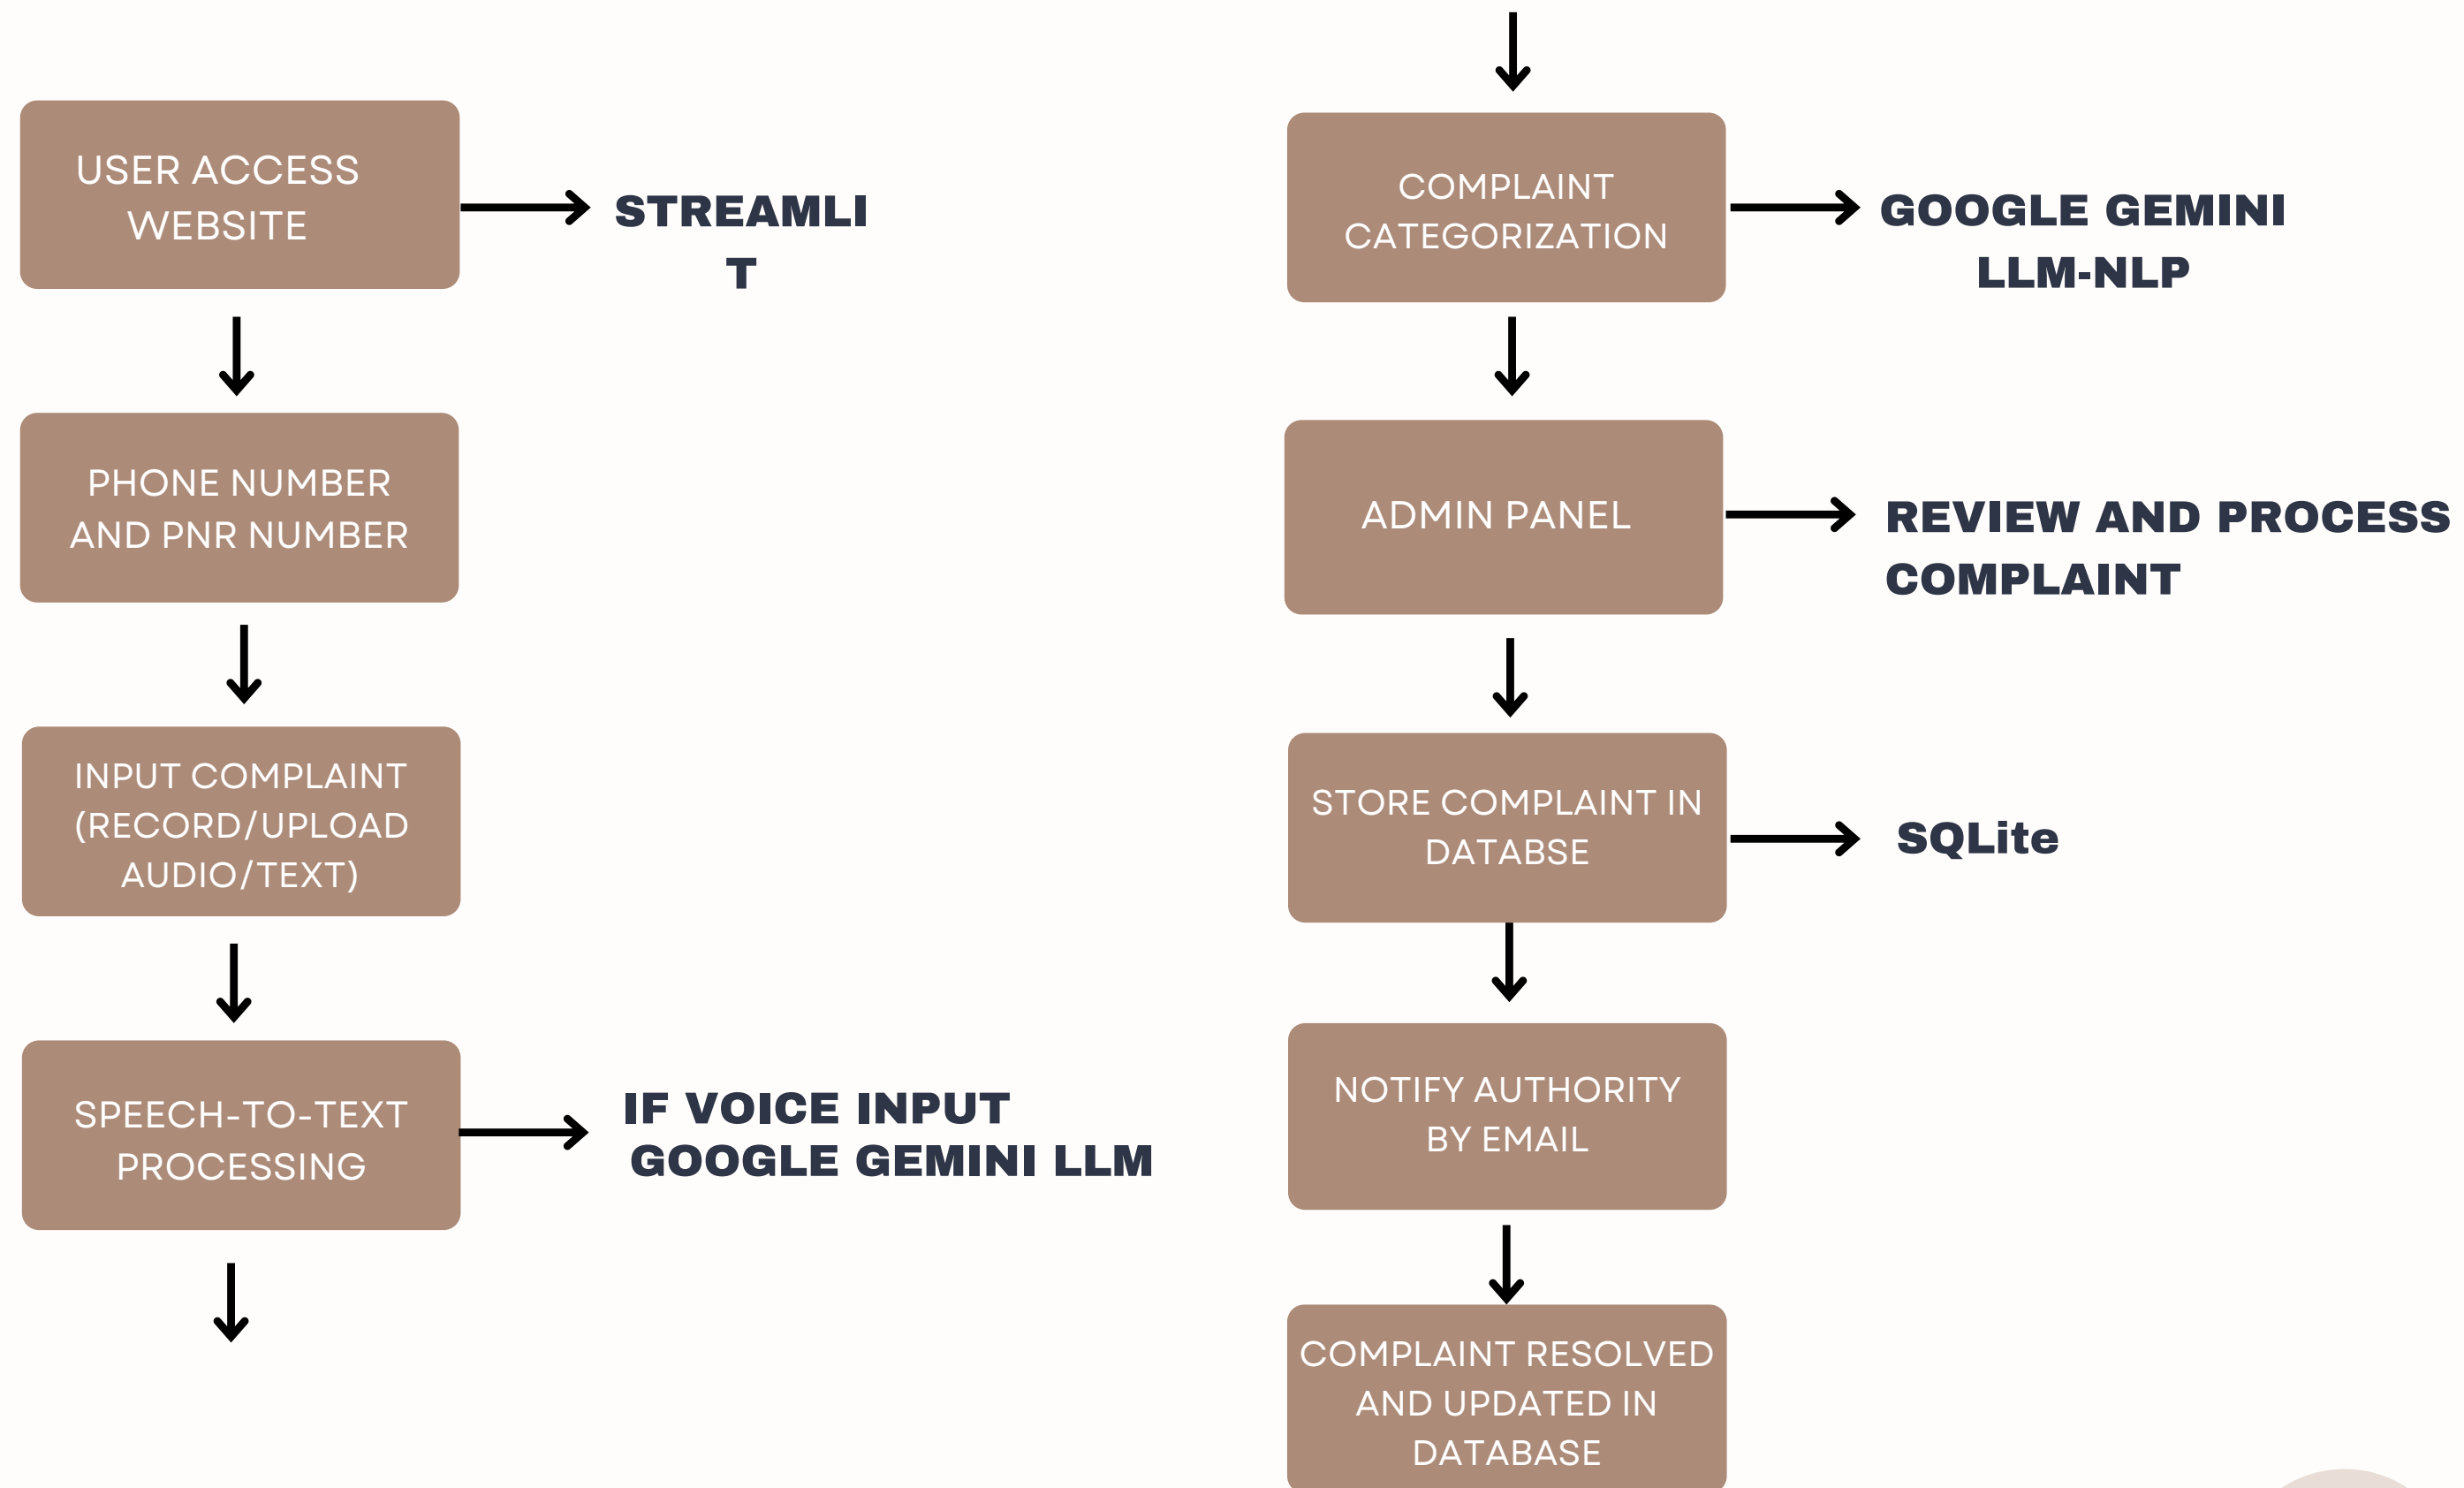 USER ACCESS
WEBSITE
STREAMLI
T
PHONE NUMBER
AND PNR NUMBER
INPUT COMPLAINT
(RECORD/UPLOAD
AUDIO/TEXT)
SPEECH-TO-TEXT
PROCESSING
IF VOICE INPUT
GOOGLE GEMINI LLM
COMPLAINT
CATEGORIZATION
GOOGLE GEMINI
LLM-NLP
ADMIN PANEL
REVIEW AND PROCESS
COMPLAINT
STORE COMPLAINT IN
DATABSE
SQLite
NOTIFY AUTHORITY
BY EMAIL
COMPLAINT RESOLVED
AND UPDATED IN
DATABASE